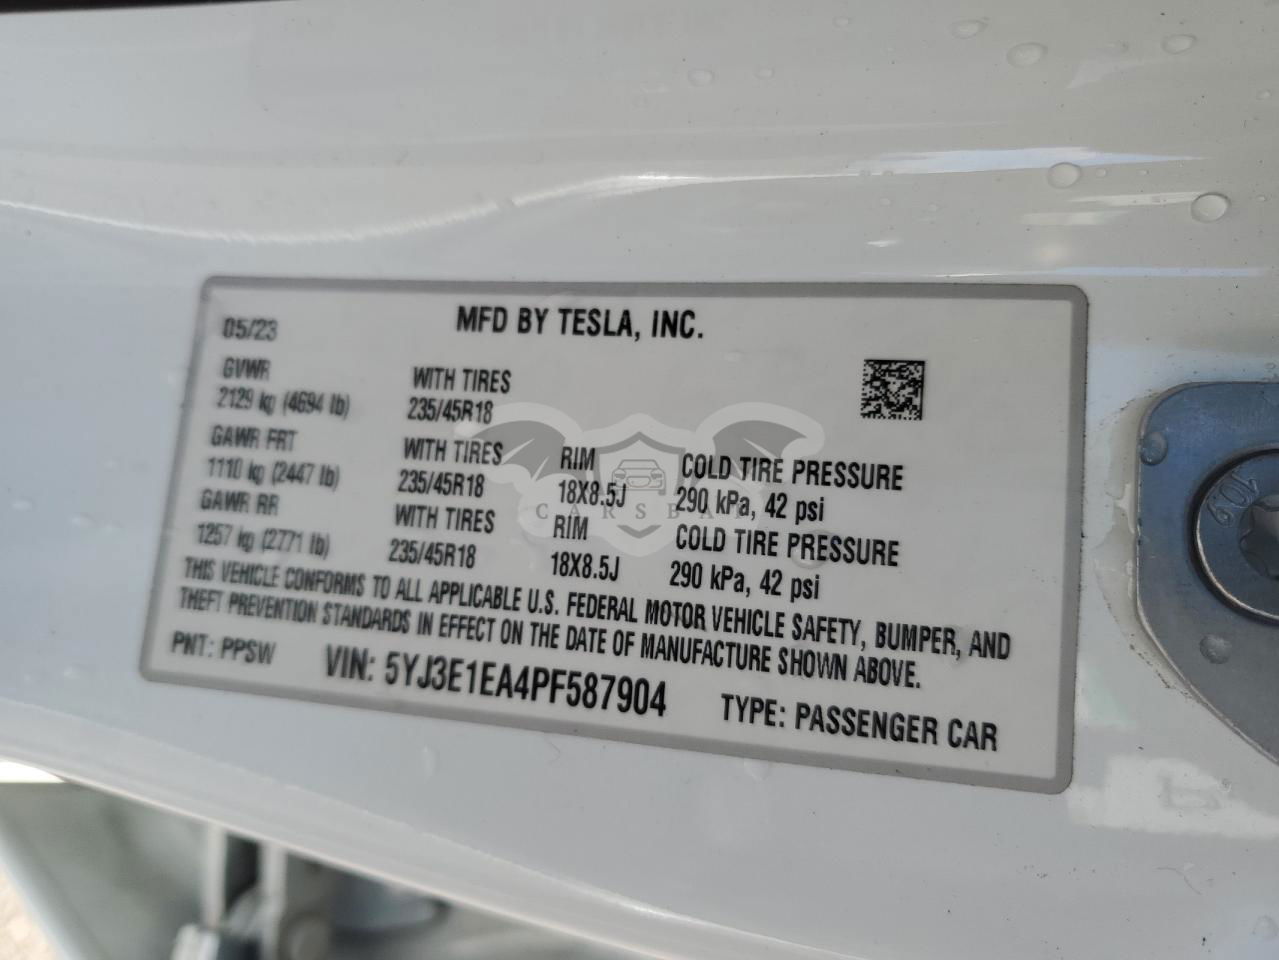 05/23 MFD BY TESLA, INC.
GVWR WITH TIRES
2129 kg (4694 lb) 235/45R18
GAWR FRT WITH TIRES RIM COLD TIRE PRESSURE
1110 kg (2447 lb) 235/45R18 18X8.5J 290 kPa, 42 psi
GAWR RR WITH TIRES RIM COLD TIRE PRESSURE
1257 kg (2771 lb) 235/45R18 18X8.5J 290 kPa, 42 psi
THIS VEHICLE CONFORMS TO ALL APPLICABLE U.S. FEDERAL MOTOR VEHICLE SAFETY, BUMPER, AND
THEFT PREVENTION STANDARDS IN EFFECT ON THE DATE OF MANUFACTURE SHOWN ABOVE.
PNT: PPSW VIN: 5YJ3E1EA4PF587904 TYPE: PASSENGER CAR
10.9